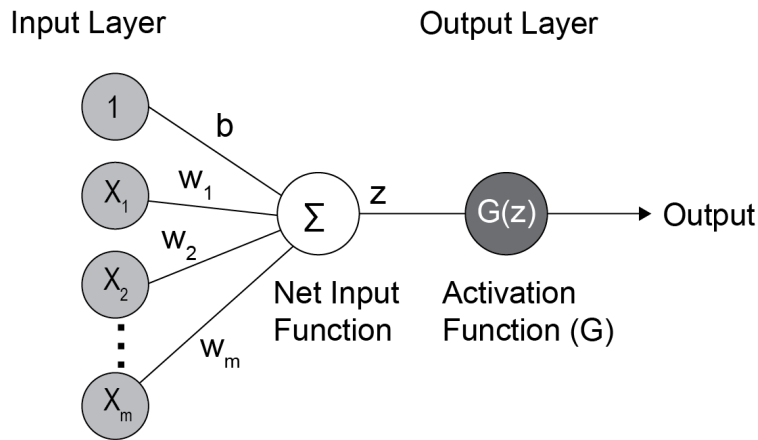 Input Layer
Output Layer
1
b
X1
w1
Σ
z
G(z)
Output
w2
X2
Net Input
Function
Activation
Function (G)
wm
Xm